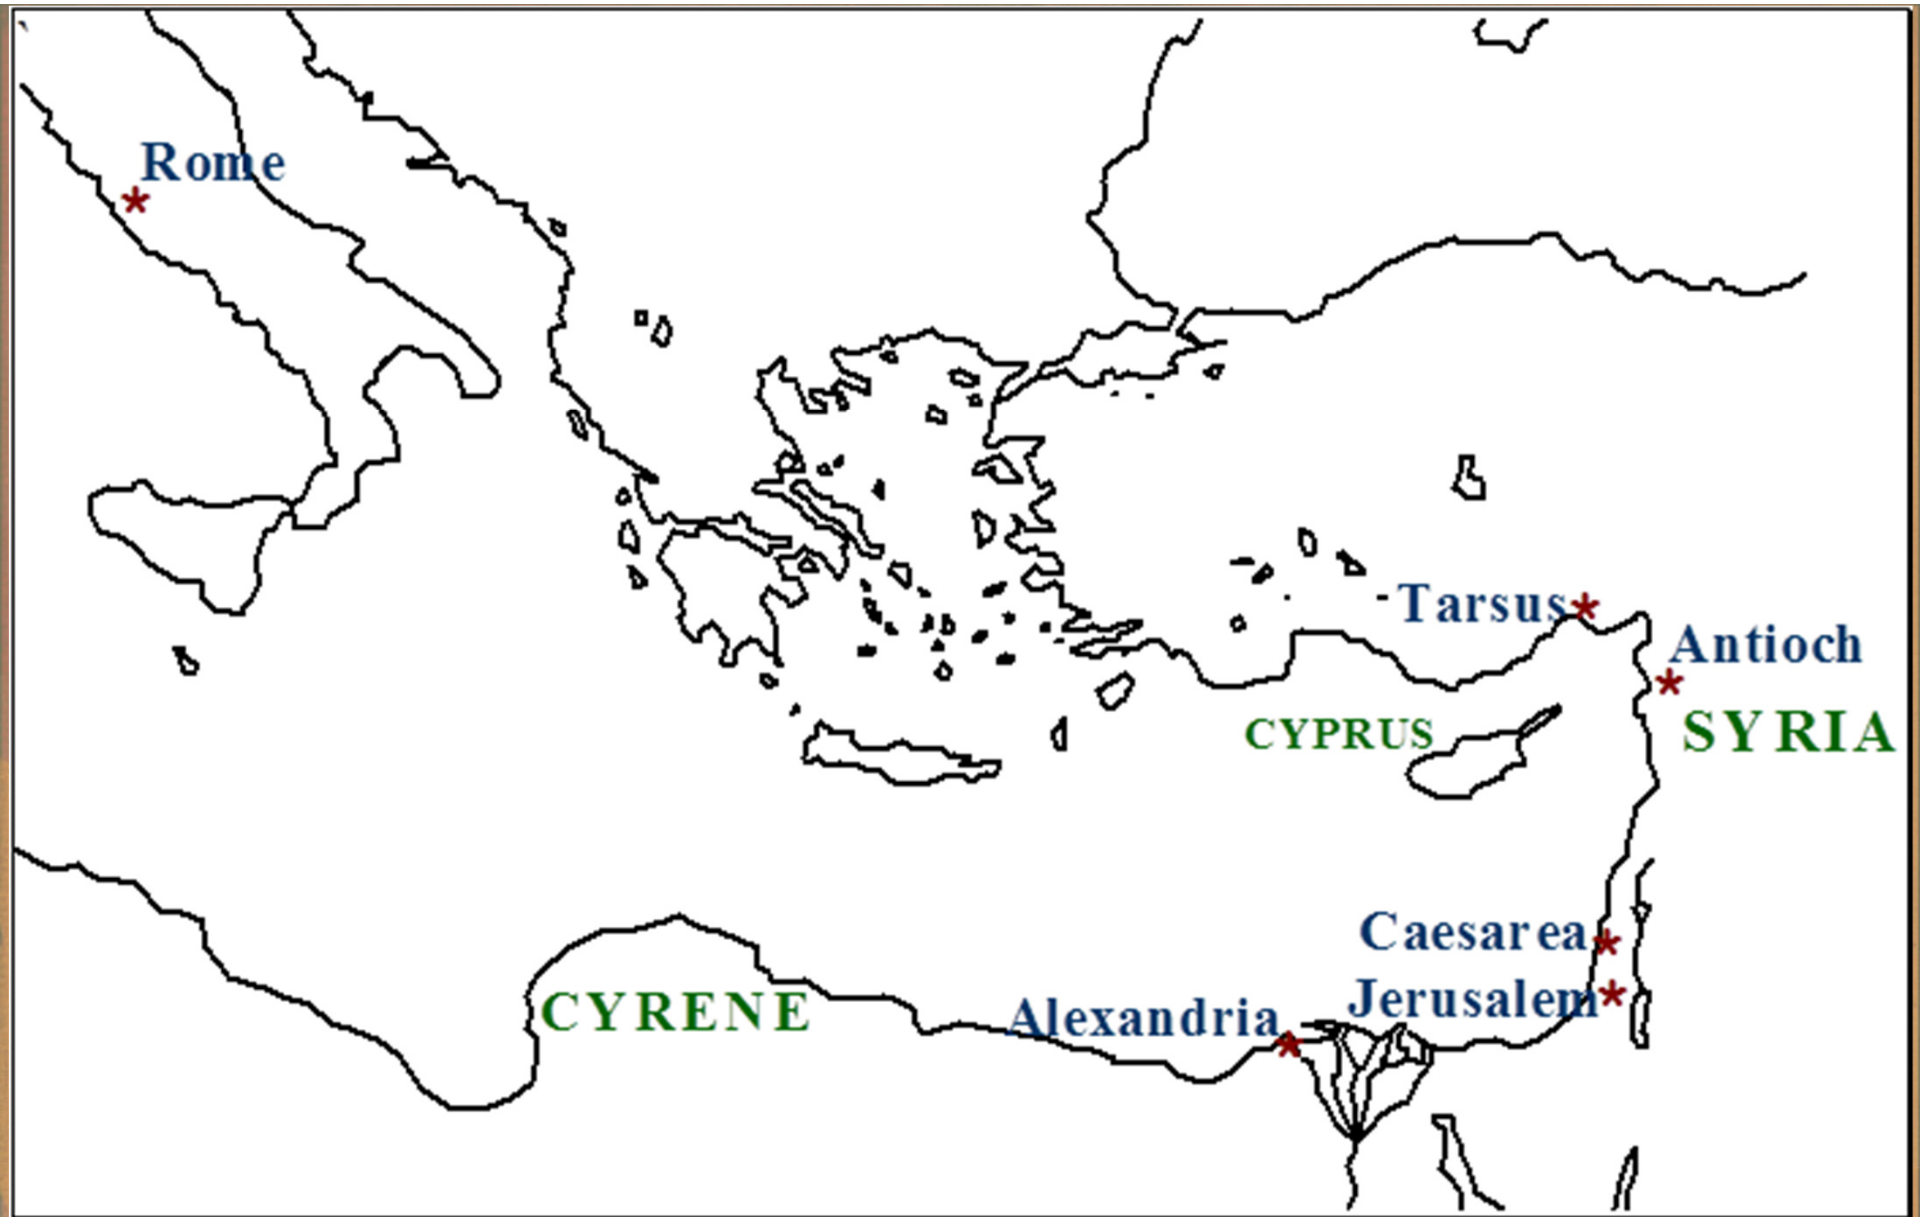 Rome
Tarsus
Antioch
CYPRUS
SYRIA
Caesarea
Jerusalem
CYRENE
Alexandria